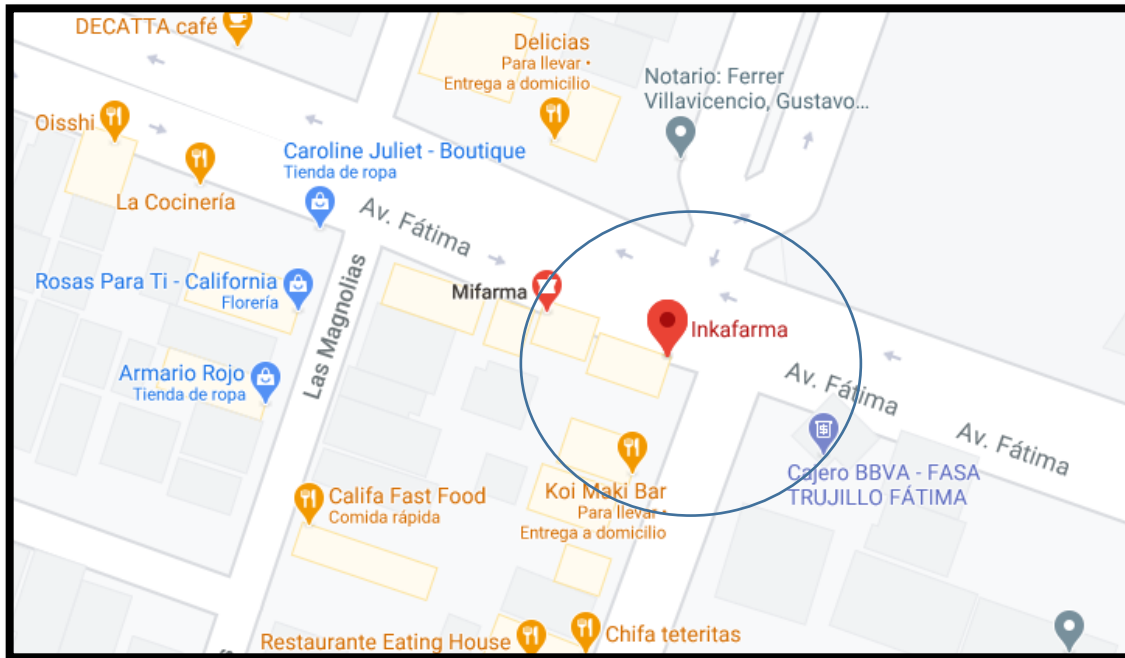 DECATTA café
Delicias
Para llevar •
Entrega a domicilio
Notario: Ferrer
Villavicencio, Gustavo...
Oisshi
Caroline Juliet - Boutique
Tienda de ropa
La Cocinería
Av. Fátima
Rosas Para Ti - California
Florería
Mifarma
Inkafarma
Las Magnolias
Armario Rojo
Tienda de ropa
Av. Fátima
Av. Fátima
Cajero BBVA - FASA
TRUJILLO FÁTIMA
Koi Maki Bar
Para llevar •
Entrega a domicilio
Califa Fast Food
Comida rápida
Restaurante Eating House
Chifa teteritas